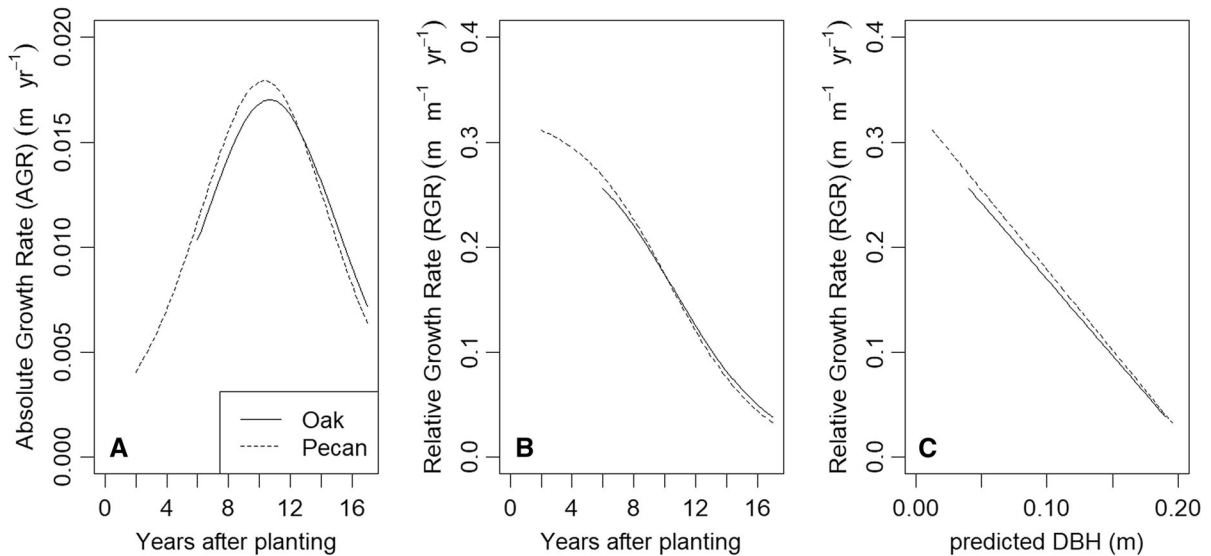 Absolute Growth Rate (AGR) (m yr⁻¹)
0.020
0.015
0.010
0.005
0.000
A
Oak
Pecan
0 4 8 12 16
Years after planting
Relative Growth Rate (RGR) (m m⁻¹ yr⁻¹)
0.4
0.3
0.2
0.1
0.0
B
0 4 8 12 16
Years after planting
Relative Growth Rate (RGR) (m m⁻¹ yr⁻¹)
0.4
0.3
0.2
0.1
0.0
C
0.00 0.10 0.20
predicted DBH (m)